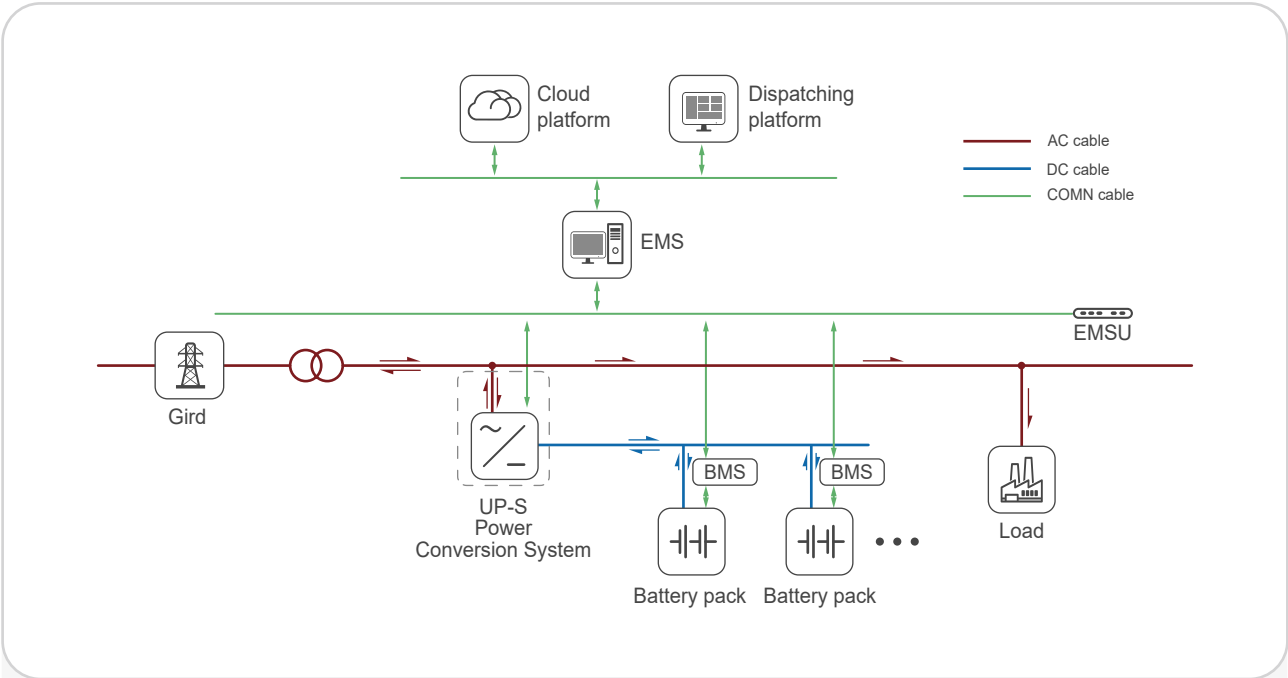 Cloud
platform
Dispatching
platform
AC cable
DC cable
COMN cable
EMS
EMSU
Gird
BMS
BMS
UP-S
Power
Conversion System
Load
Battery pack
Battery pack